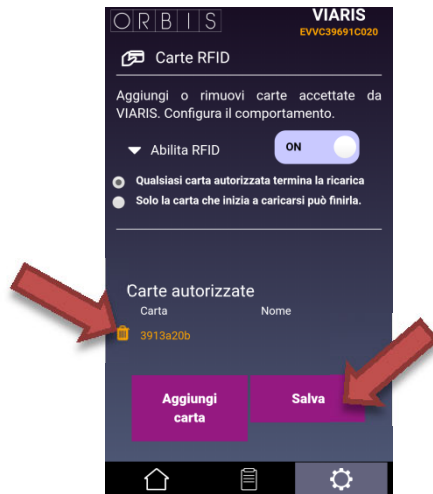 ORBIS
VIARIS
EVVC39691C020
Carte RFID
Aggiungi o rimuovi carte accettate da
VIARIS. Configura il comportamento.
Abilita RFID
ON
Qualsiasi carta autorizzata termina la ricarica
Solo la carta che inizia a caricarsi può finirla.
Carte autorizzate
Carta Nome
3913a20b
Aggiungi
carta
Salva